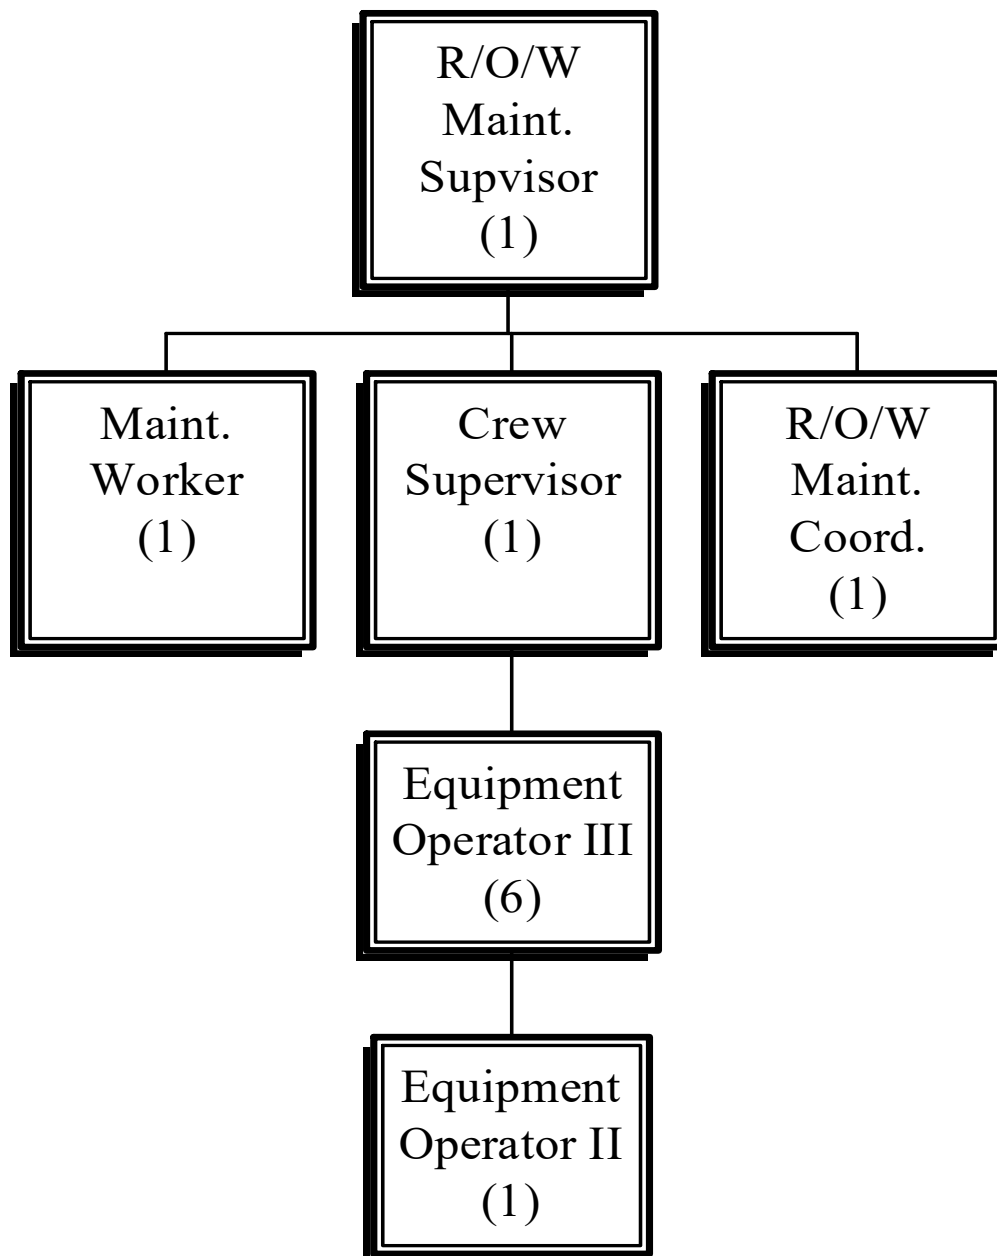 R/O/W
Maint.
Supvisor
(1)
Maint.
Worker
(1)
Crew
Supervisor
(1)
R/O/W
Maint.
Coord.
(1)
Equipment
Operator III
(6)
Equipment
Operator II
(1)